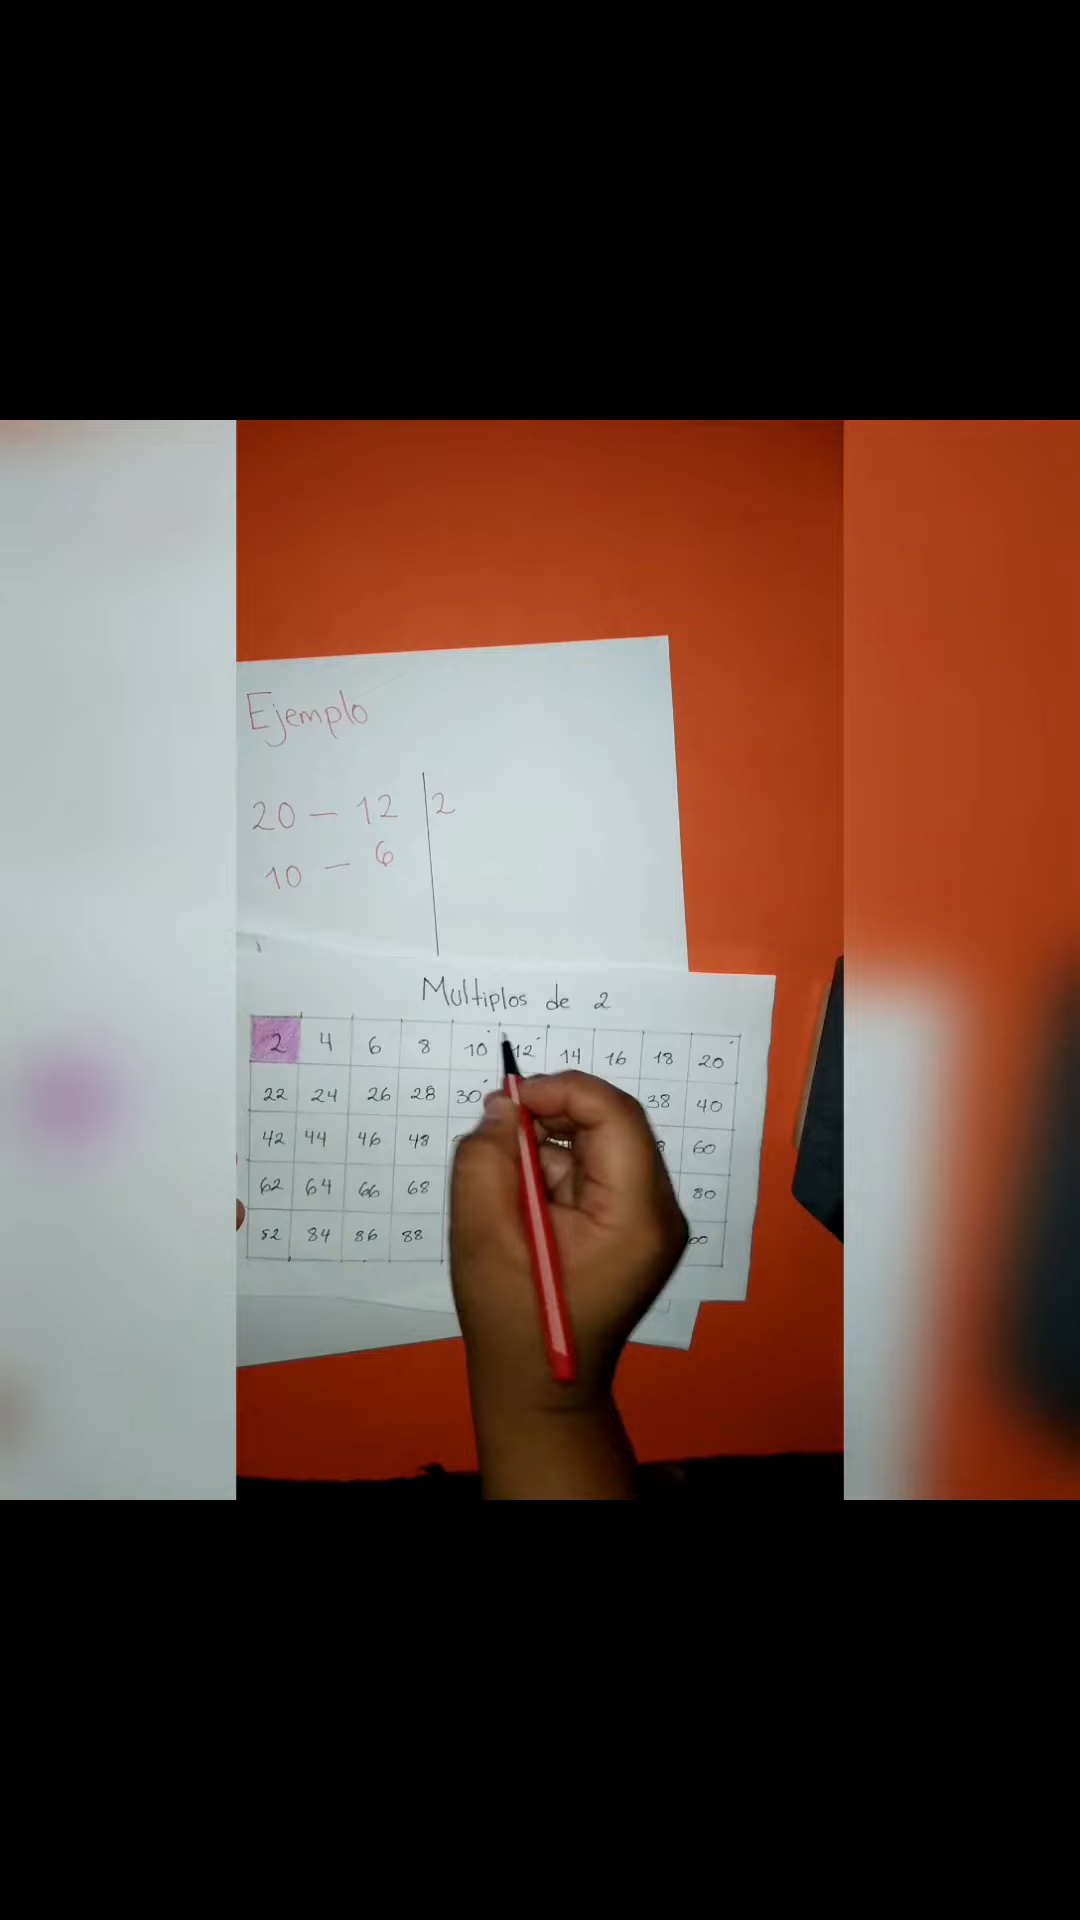 Ejemplo
20 — 12 | 2
10 — 6
Multiplos de 2
2 4 6 8 10 12 14 16 18 20
22 24 26 28 30 38 40
42 44 46 48 60
62 64 66 68 80
82 84 86 88